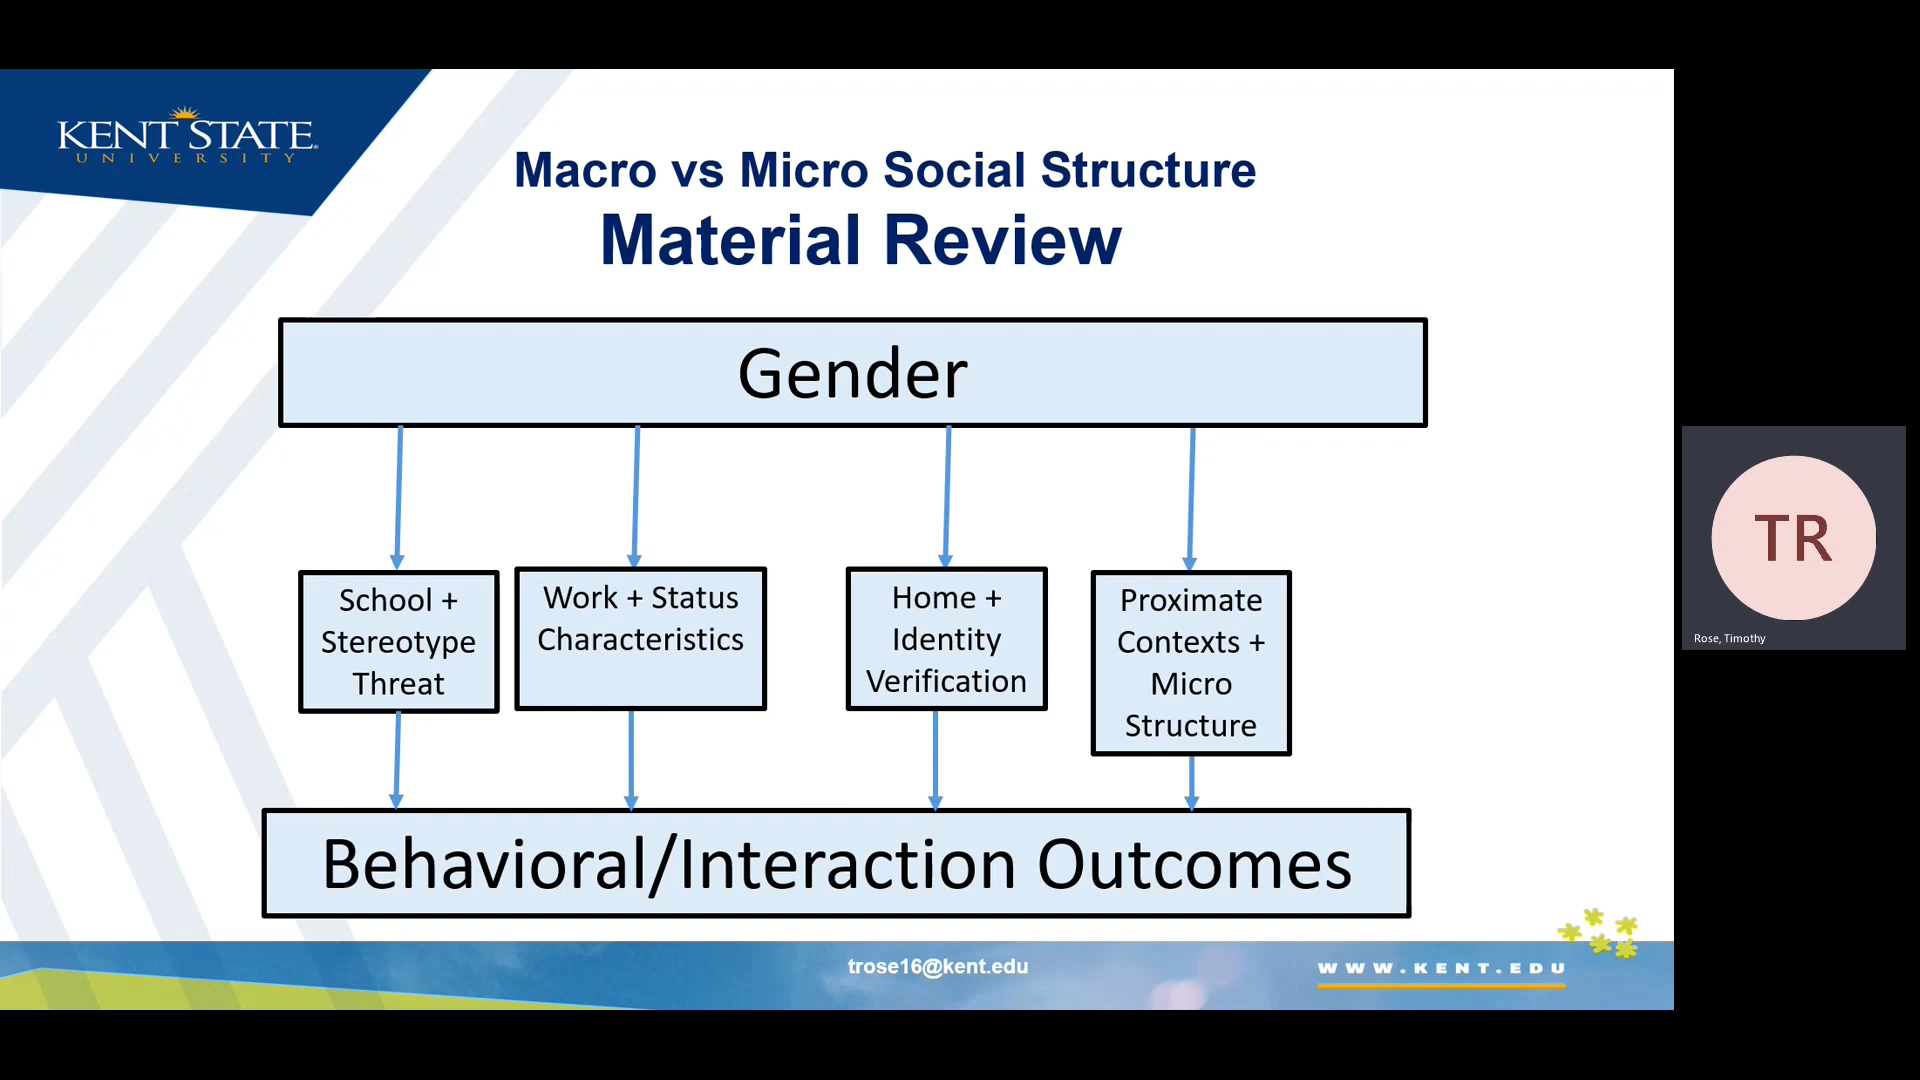 KENT STATE
UNIVERSITY
Macro vs Micro Social Structure
Material Review
Gender
School +
Stereotype
Threat
Work + Status
Characteristics
Home +
Identity
Verification
Proximate
Contexts +
Micro
Structure
Behavioral/Interaction Outcomes
trose16@kent.edu
WWW.KENT.EDU
TR
Rose, Timothy